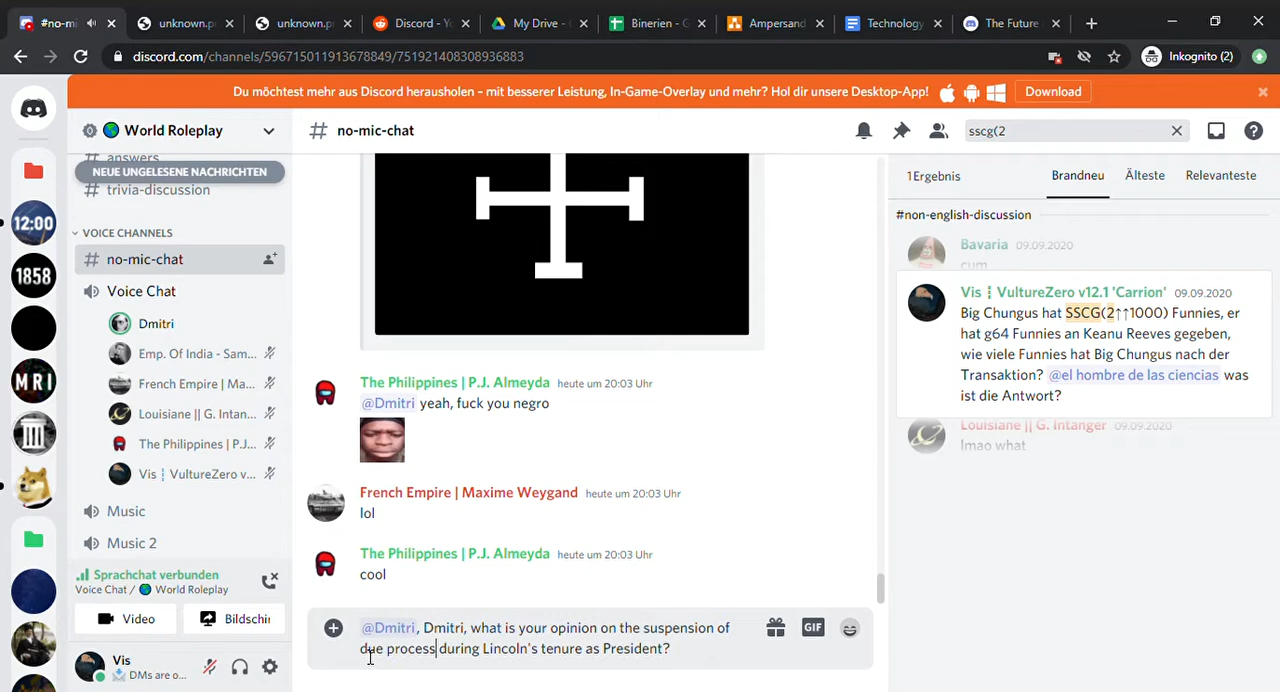 #no-mi
unknown.p
unknown.p
Discord - Yo
My Drive -
Binerien - G
Ampersand
Technology
The Future
discord.com/channels/596715011913678849/751921408308936883
Inkognito (2)
Du möchtest mehr aus Discord herausholen – mit besserer Leistung, In-Game-Overlay und mehr? Hol dir unsere Desktop-App!
Download
World Roleplay
# no-mic-chat
sscg(2
answers
NEUE UNGELESENE NACHRICHTEN
# trivia-discussion
VOICE CHANNELS
# no-mic-chat
Voice Chat
Dmitri
Emp. Of India - Sam...
French Empire | Ma...
Louisiane || G. Intan...
The Philippines | P.J...
Vis ¦ VultureZero v...
Music
Music 2
Sprachchat verbunden
Voice Chat / World Roleplay
Video
Bildschir
Vis
DMs are o...
12:00
1858
MRI
The Philippines | P.J. Almeyda heute um 20:03 Uhr
@Dmitri yeah, fuck you negro
French Empire | Maxime Weygand heute um 20:03 Uhr
lol
The Philippines | P.J. Almeyda heute um 20:03 Uhr
cool
@Dmitri, Dmitri, what is your opinion on the suspension of
due process during Lincoln's tenure as President?
GIF
1 Ergebnis
Brandneu
Älteste
Relevanteste
#non-english-discussion
Bavaria 09.09.2020
cum
Vis ¦ VultureZero v12.1 'Carrion' 09.09.2020
Big Chungus hat SSCG(2↑↑1000) Funnies, er
hat g64 Funnies an Keanu Reeves gegeben,
wie viele Funnies hat Big Chungus nach der
Transaktion? @el hombre de las ciencias was
ist die Antwort?
Louisiane || G. Intanger 09.09.2020
lmao what